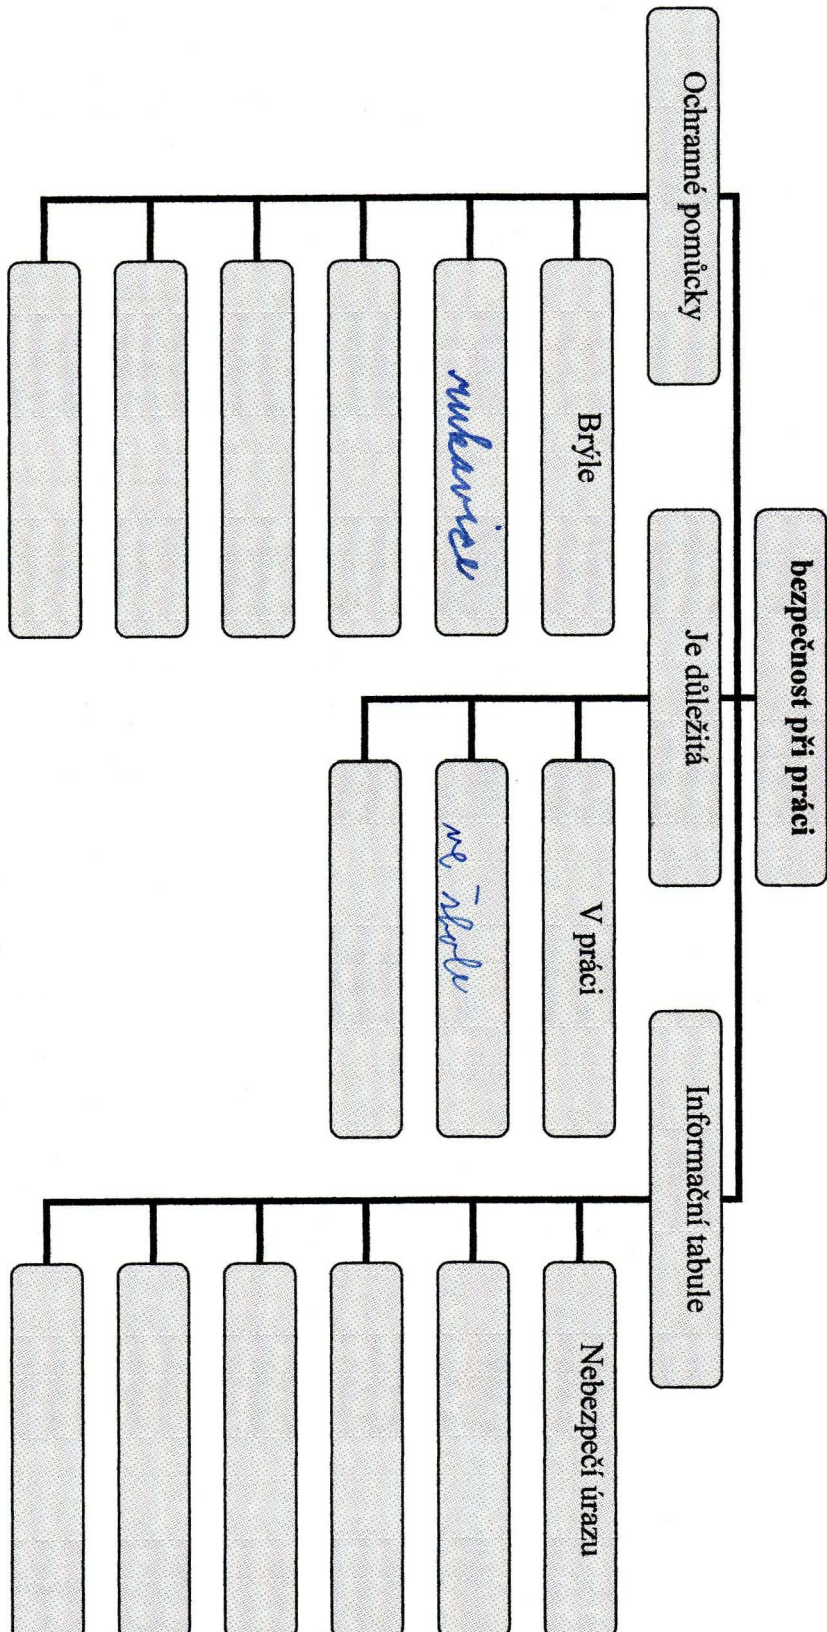 bezpečnost při práci
Ochranné pomůcky
Brýle
rukavice
Je důležitá
V práci
ve škole
Informační tabule
Nebezpečí úrazu